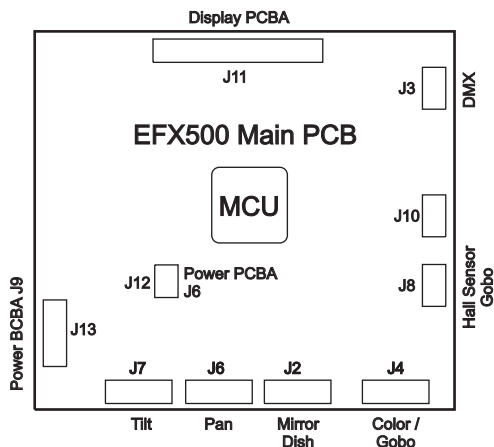 Display PCBA
J11
J3
DMX
EFX500 Main PCB
MCU
J10
J12
Power PCBA
J6
J8
Hall Sensor
Gobo
Power BCBA J9
J13
J7
J6
J2
J4
Tilt
Pan
Mirror
Dish
Color /
Gobo